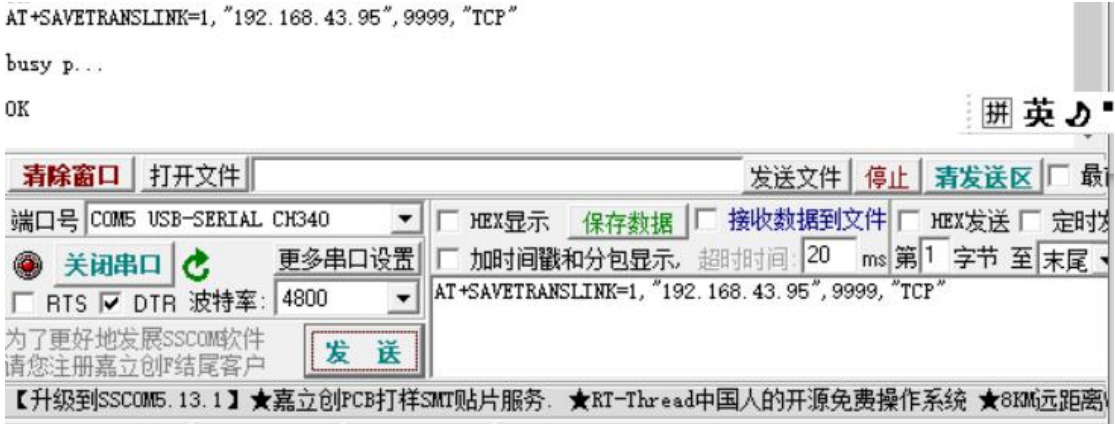 AT+SAVETRANSLINK=1,"192.168.43.95",9999,"TCP"
busy p...
OK
拼 英
清除窗口 打开文件 发送文件 停止 清发送区 最
端口号 COM5 USB-SERIAL CH340 HEX显示 保存数据 接收数据到文件 HEX发送 定时发
关闭串口 更多串口设置 加时间戳和分包显示, 超时时间: 20 ms 第1 字节 至 末尾
RTS DTR 波特率: 4800 AT+SAVETRANSLINK=1,"192.168.43.95",9999,"TCP"
为了更好地发展SSCOM软件
请您注册嘉立创F结尾客户 发 送
【升级到SSCOM5.13.1】★嘉立创PCB打样SMT贴片服务. ★RT-Thread中国人的开源免费操作系统 ★8KM远距离